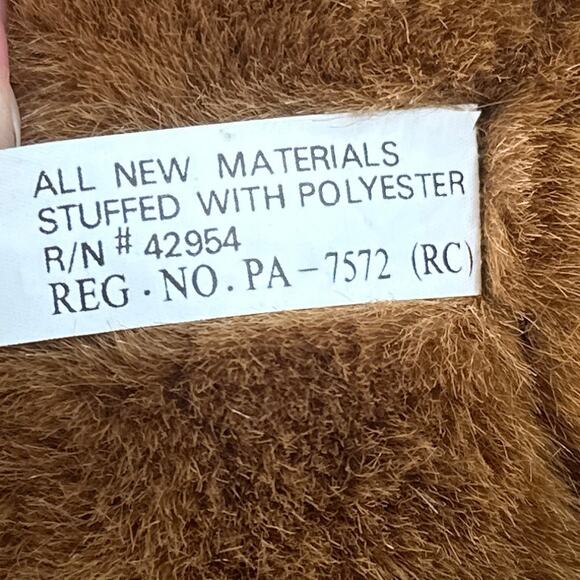 ALL NEW MATERIALS
STUFFED WITH POLYESTER
R/N # 42954
REG · NO. PA-7572 (RC)